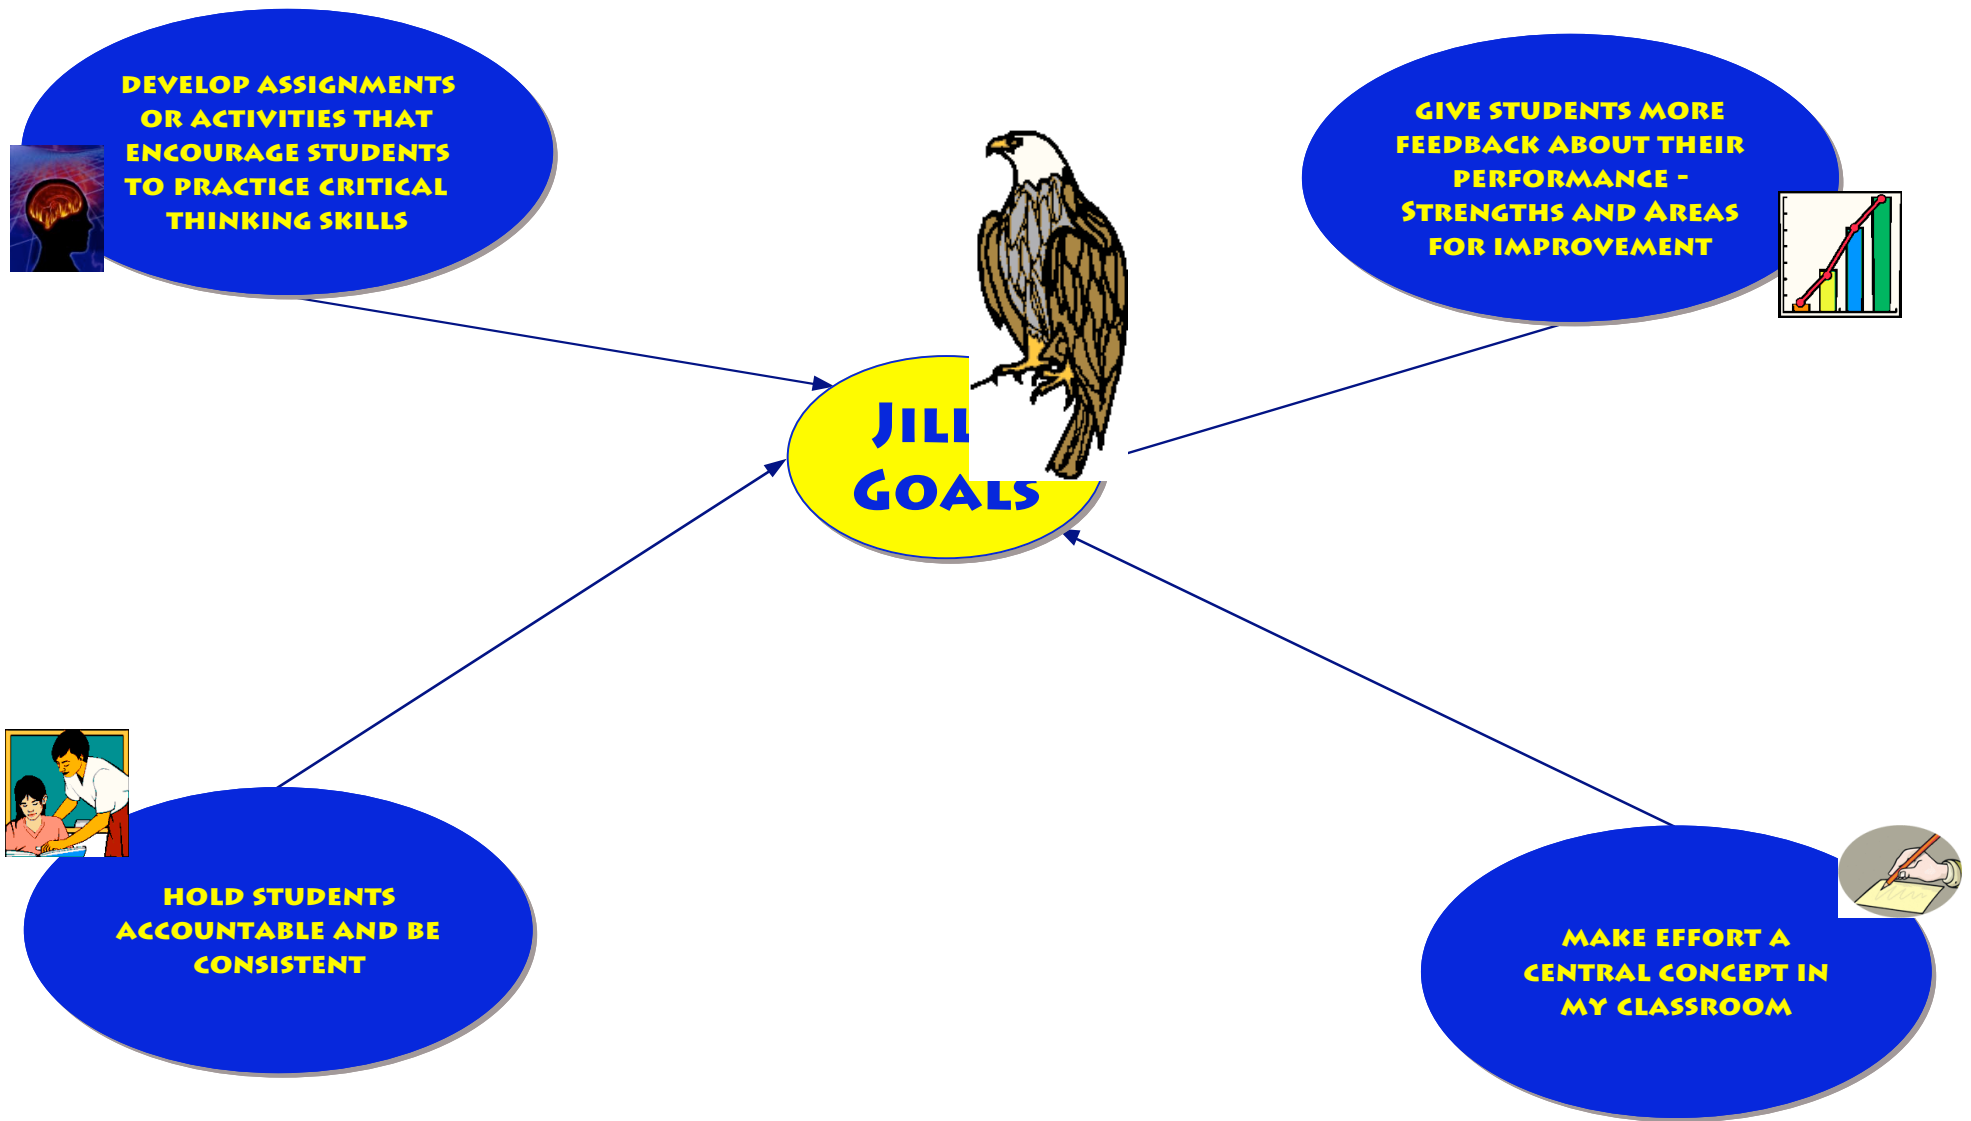 DEVELOP ASSIGNMENTS
OR ACTIVITIES THAT
ENCOURAGE STUDENTS
TO PRACTICE CRITICAL
THINKING SKILLS
GIVE STUDENTS MORE
FEEDBACK ABOUT THEIR
PERFORMANCE -
STRENGTHS AND AREAS
FOR IMPROVEMENT
JILL
GOALS
HOLD STUDENTS
ACCOUNTABLE AND BE
CONSISTENT
MAKE EFFORT A
CENTRAL CONCEPT IN
MY CLASSROOM